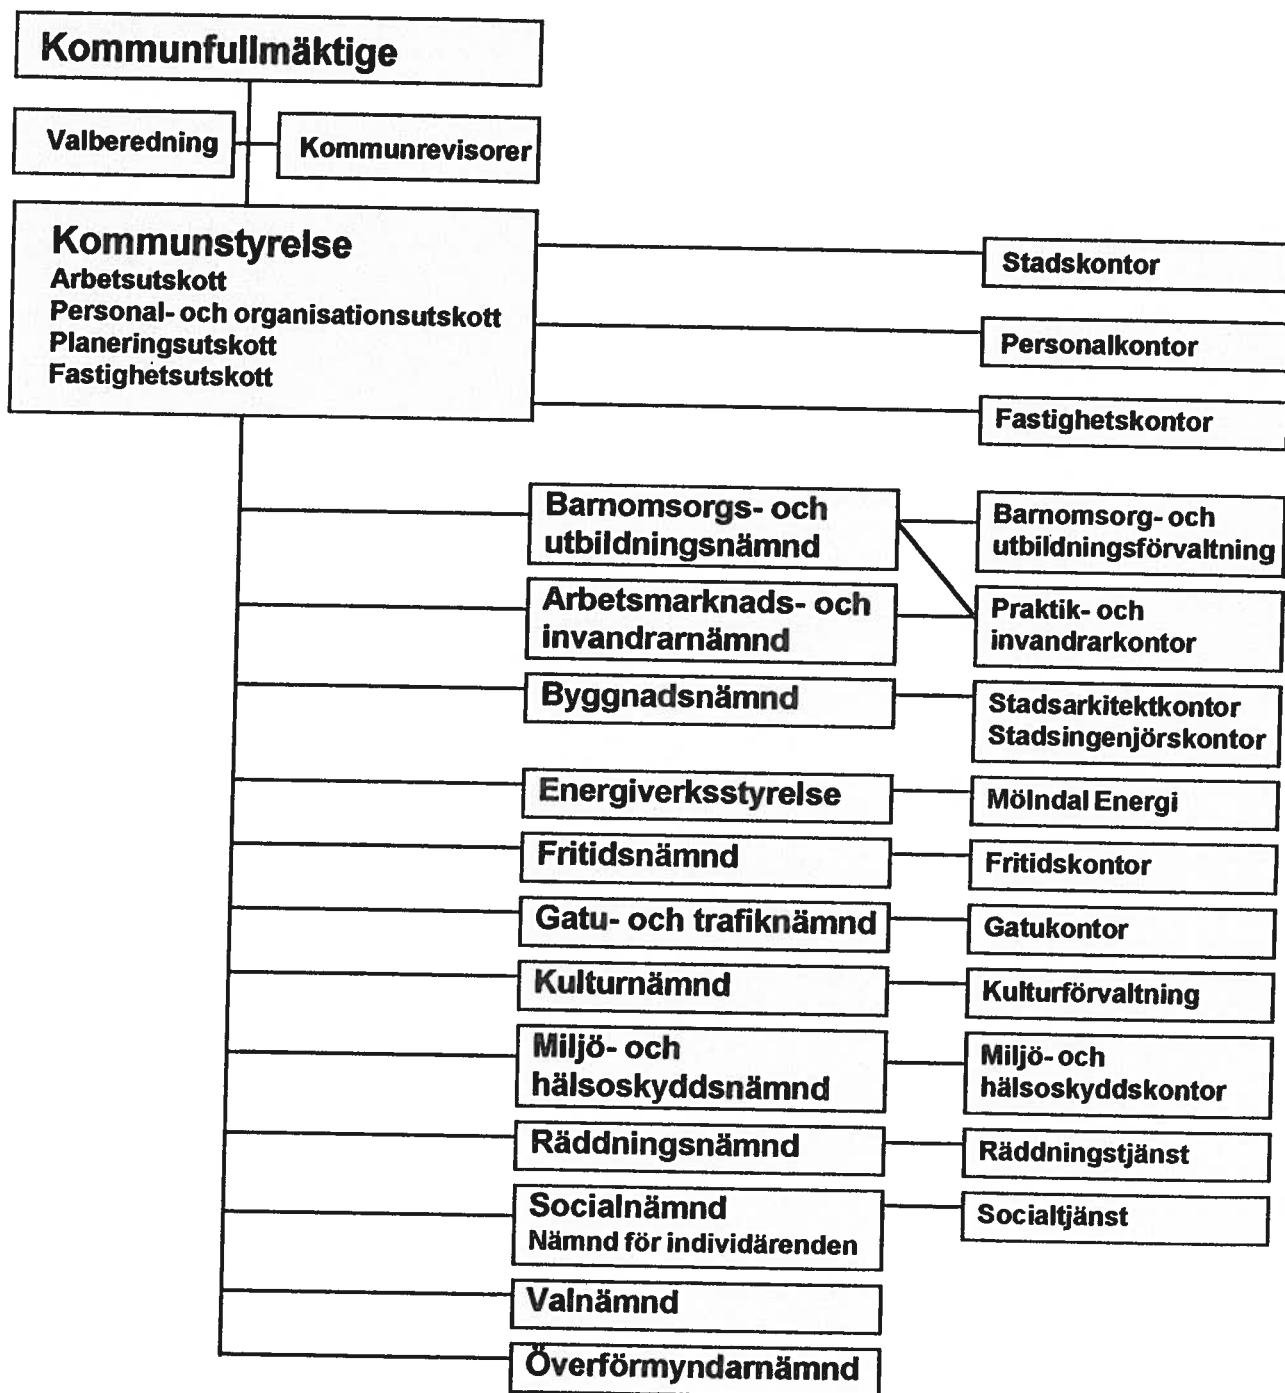 Kommunfullmäktige
Valberedning
Kommunrevisorer
Kommunstyrelse
Arbetsutskott
Personal- och organisationsutskott
Planeringsutskott
Fastighetsutskott
Stadskontor
Personalkontor
Fastighetskontor
Barnomsorgs- och
utbildningsnämnd
Barnomsorg- och
utbildningsförvaltning
Arbetsmarknads- och
invandrarnämnd
Praktik- och
invandrarkontor
Byggnadsnämnd
Stadsarkitektkontor
Stadsingenjörskontor
Energiverksstyrelse
Mölndal Energi
Fritidsnämnd
Fritidskontor
Gatu- och trafiknämnd
Gatukontor
Kulturnämnd
Kulturförvaltning
Miljö- och
hälsoskyddsnämnd
Miljö- och
hälsoskyddskontor
Räddningsnämnd
Räddningstjänst
Socialnämnd
Nämnd för individärenden
Socialtjänst
Valnämnd
Överförmyndarnämnd